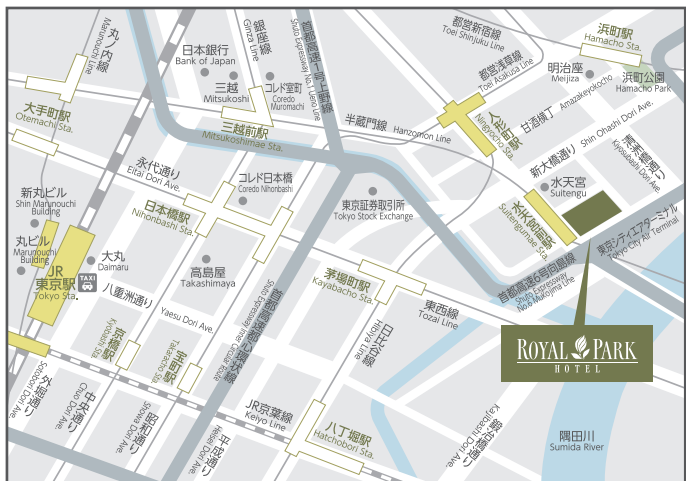 丸ノ内線
Marunouchi Line
日本銀行
Bank of Japan
三越
Mitsukoshi
銀座線
Ginza Line
コレド室町
Coredo
Muromachi
首都高速1号上野線
Shuto Expressway No.1 Ueno Line
都営新宿線
Toei Shinjuku Line
都営浅草線
Toei Asakusa Line
浜町駅
Hamacho Sta.
明治座
Meijiza
浜町公園
Hamacho Park
大手町駅
Otemachi Sta.
三越前駅
Mitsukoshimae Sta.
半蔵門線
Hanzomon Line
人形町駅
Ningyocho Sta.
甘酒横丁
Amazakeyokocho
新大橋通り
Shin Ohashi Dori Ave.
清洲橋通り
Kiyosubashi Dori Ave.
永代通り
Eitai Dori Ave.
コレド日本橋
Coredo Nihonbashi
日本橋駅
Nihonbashi Sta.
東京証券取引所
Tokyo Stock Exchange
水天宮
Suitengu
水天宮前駅
Suitengumae Sta.
東京シティエアターミナル
Tokyo City Air Terminal
新丸ビル
Shin Marunouchi
Building
丸ビル
Marunouchi
Building
JR
東京駅
Tokyo Sta.
大丸
Daimaru
TAXI
八重洲通り
Yaesu Dori Ave.
高島屋
Takashimaya
首都高速都心環状線
Shuto Expressway Inner Circular Route
茅場町駅
Kayabacho Sta.
東西線
Tozai Line
首都高速6号向島線
Shuto Expressway
No.6 Mukojima Line
日比谷線
Hibiya Line
京橋駅
Kyobashi Sta.
宝町駅
Takaracho Sta.
ROYAL PARK
HOTEL
外堀通り
Sotobori Dori Ave.
中央通り
Chuo Dori Ave.
昭和通り
Showa Dori Ave.
平成通り
Heisei Dori Ave.
JR京葉線
Keiyo Line
八丁堀駅
Hatchobori Sta.
鍛冶橋通り
Kajibashi Dori Ave.
隅田川
Sumida River